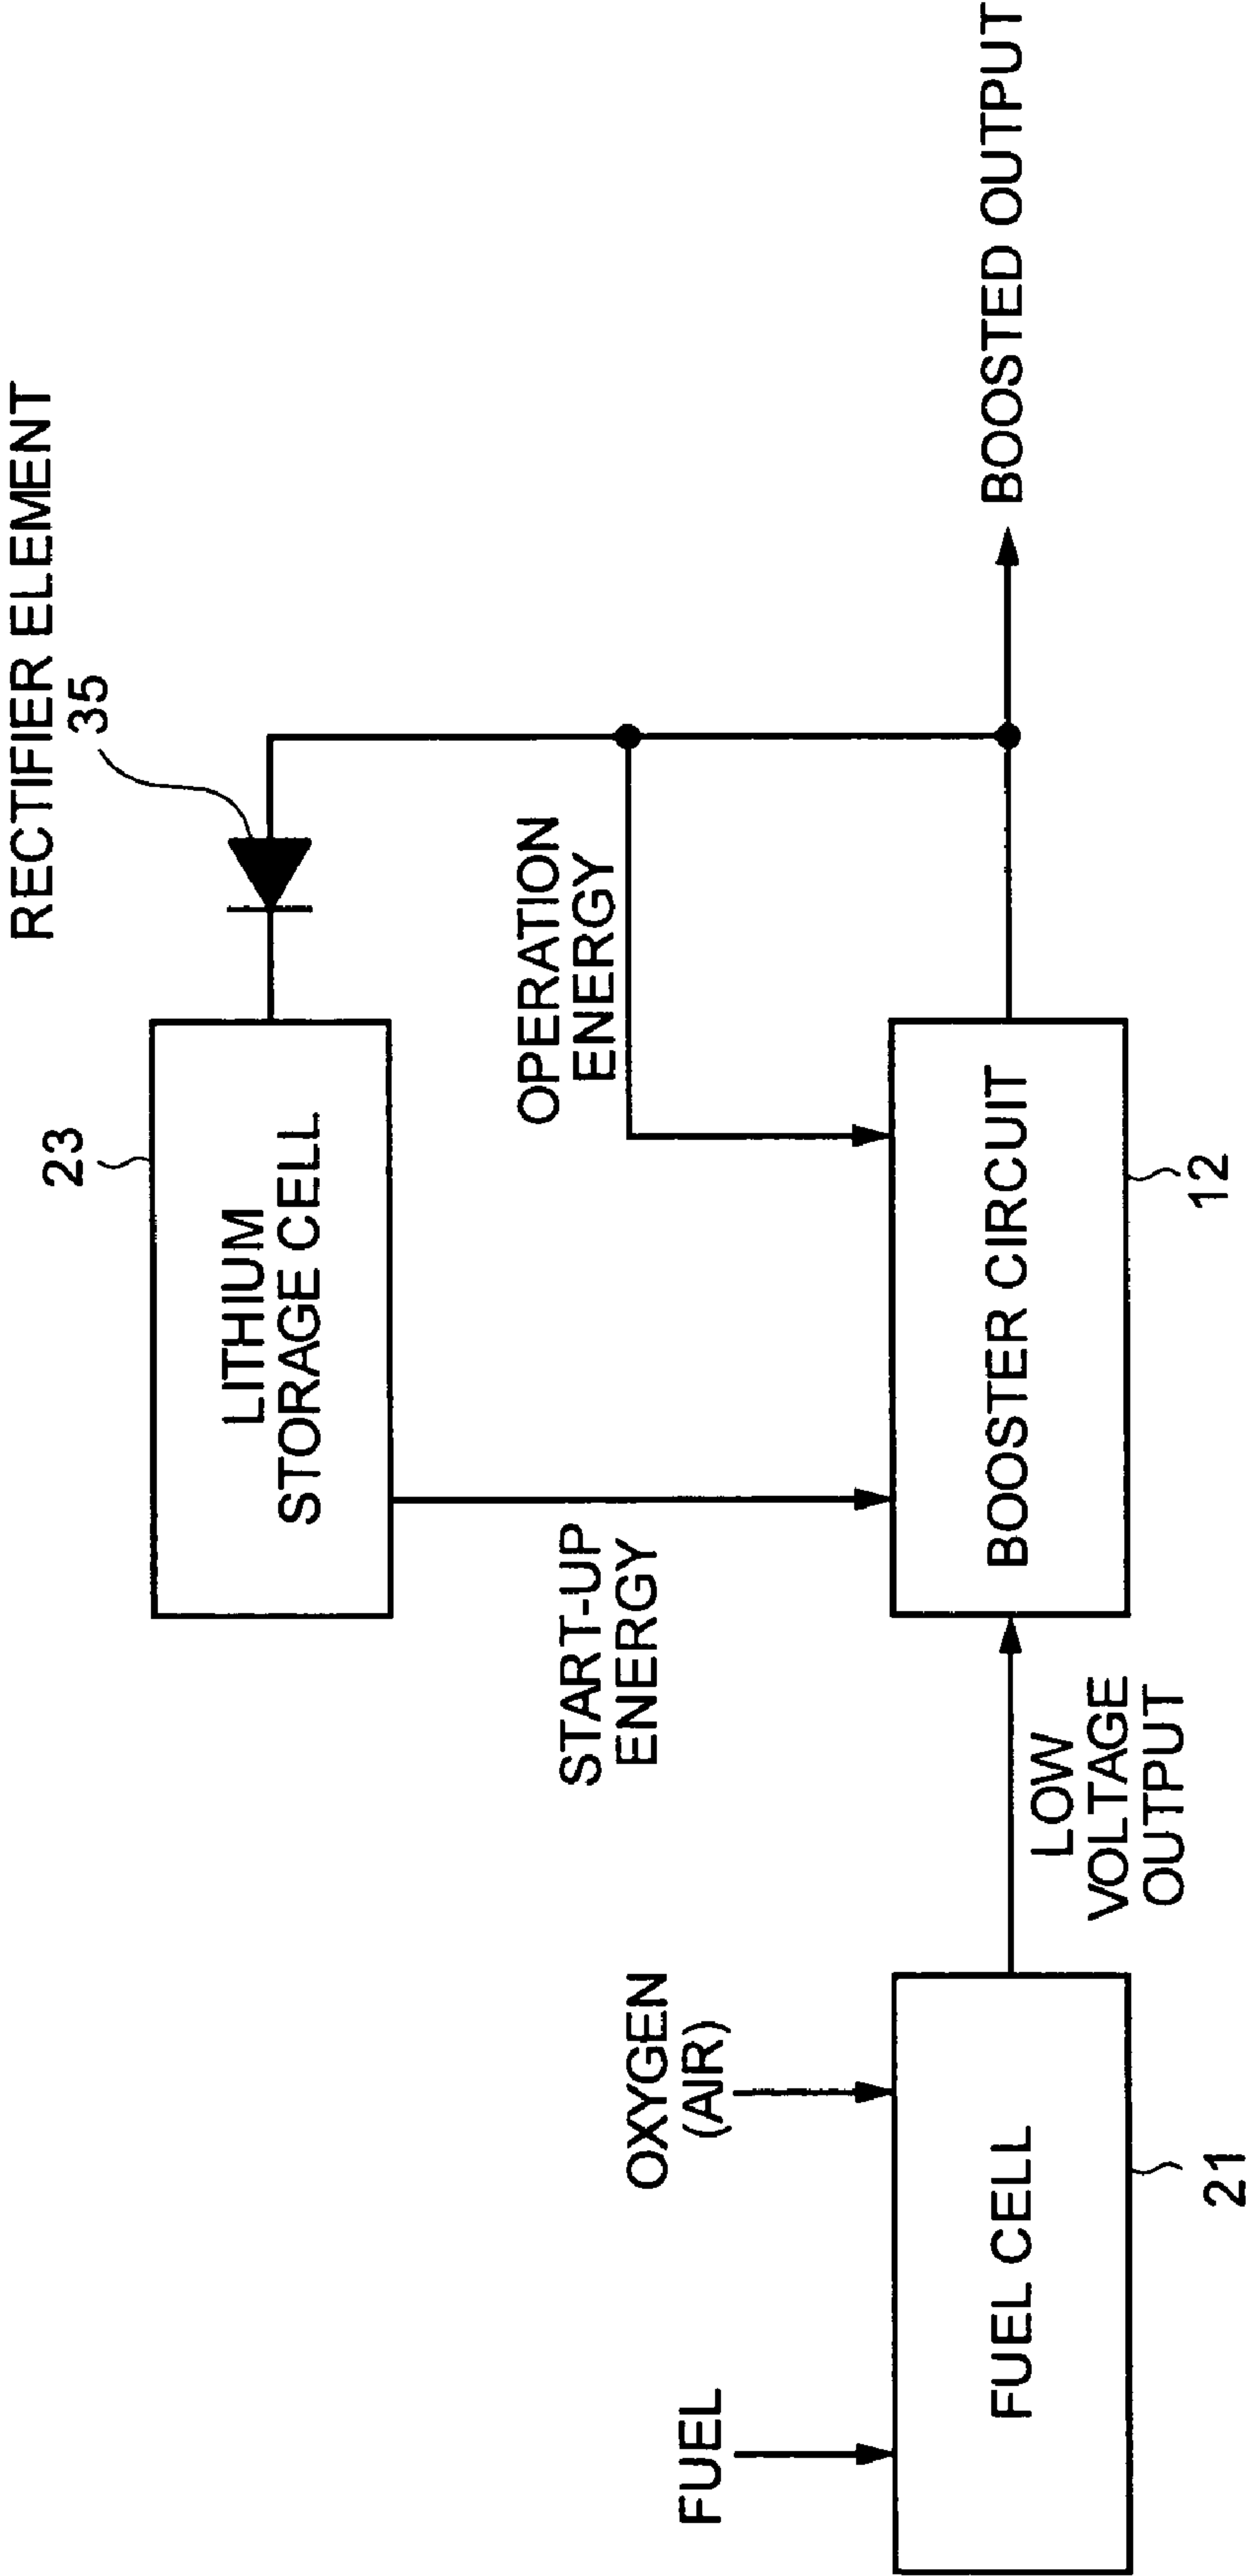 RECTIFIER ELEMENT
35
23
LITHIUM
STORAGE CELL
OPERATION
ENERGY
START-UP
ENERGY
OXYGEN
(AIR)
FUEL
FUEL CELL
21
LOW
VOLTAGE
OUTPUT
BOOSTER CIRCUIT
12
BOOSTED OUTPUT